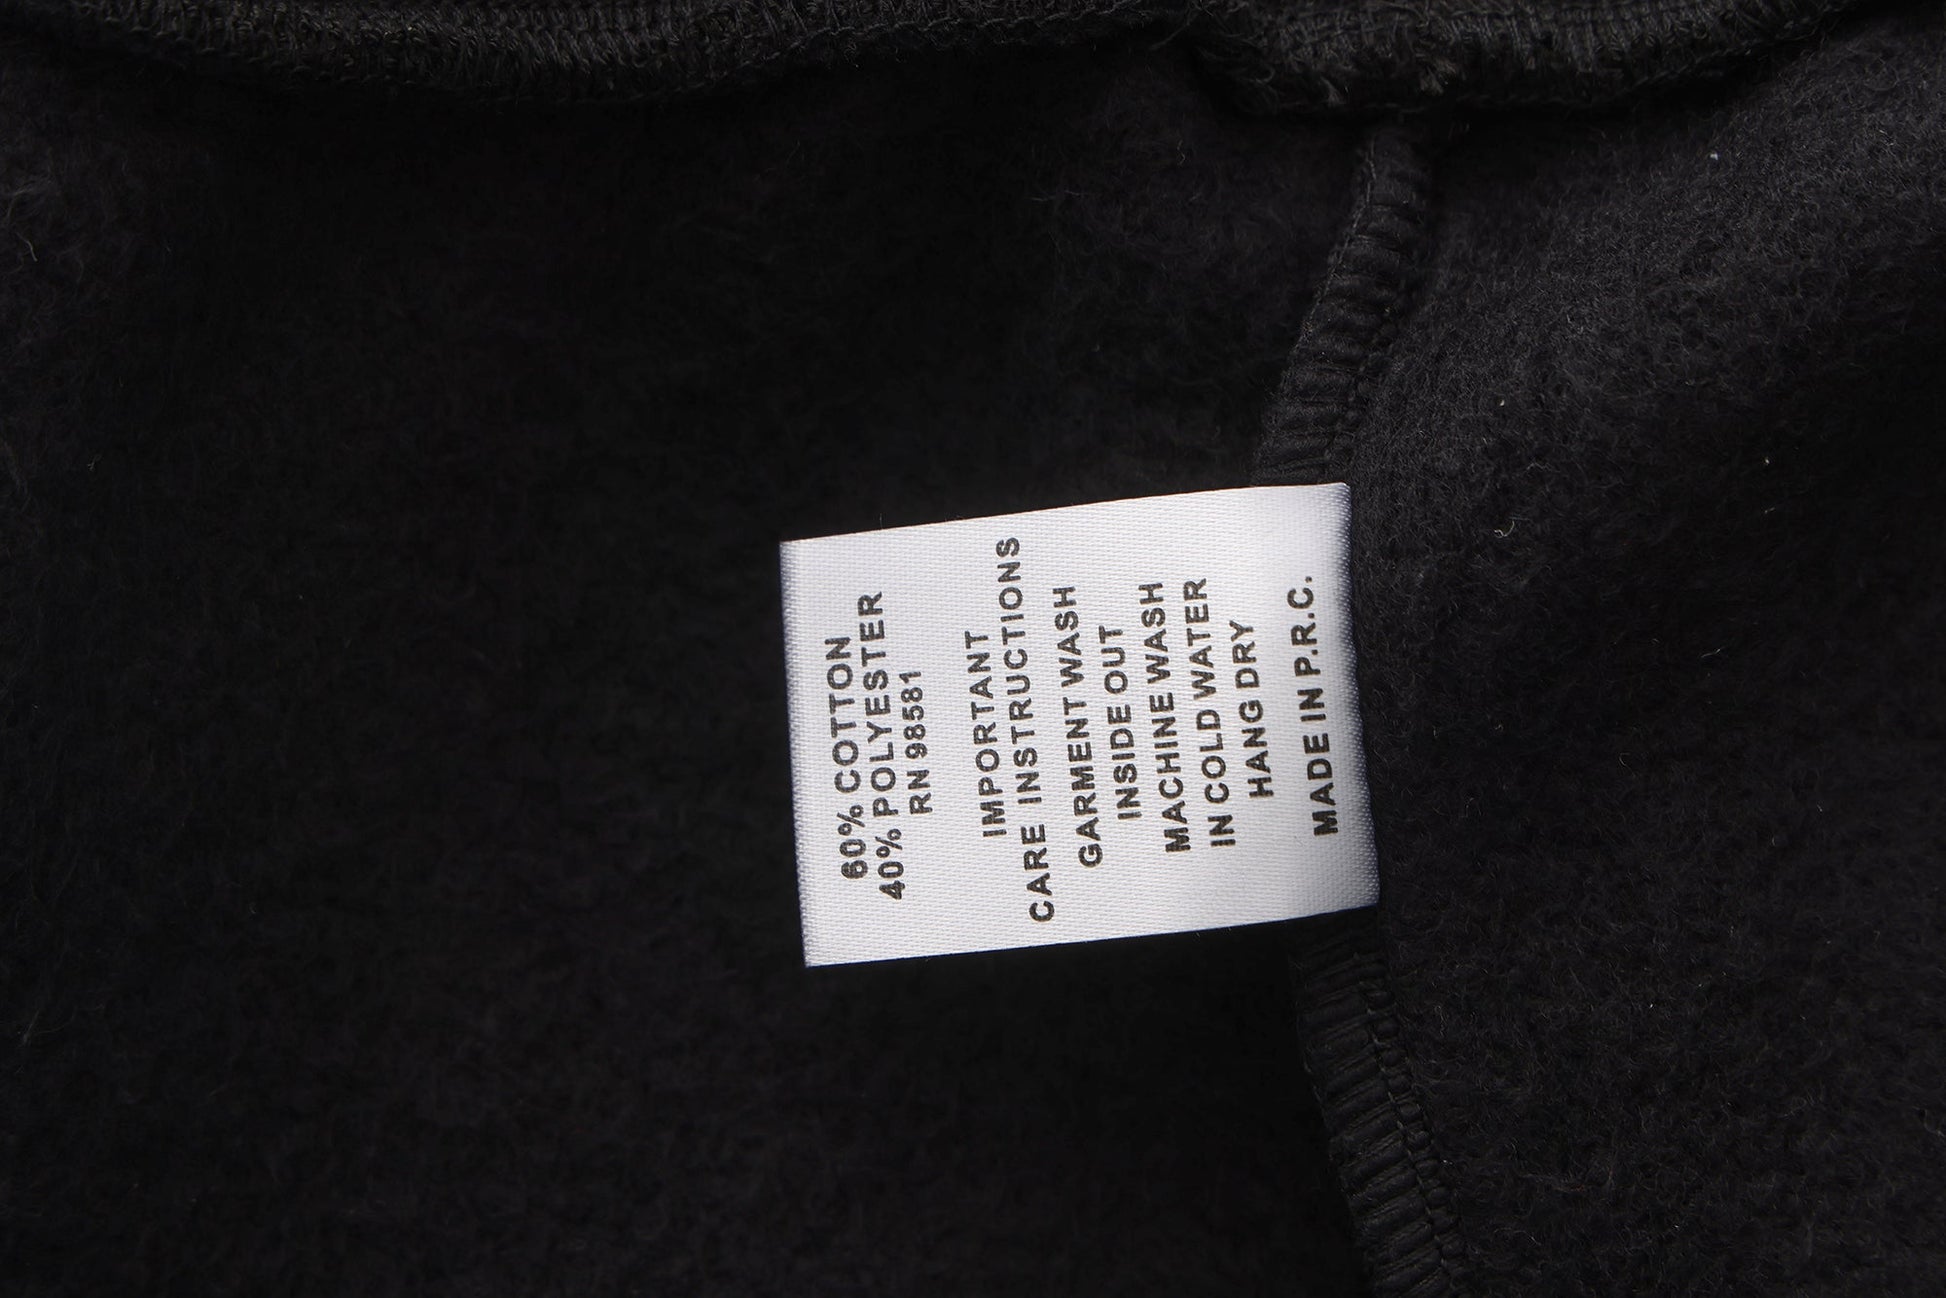 60% COTTON
40% POLYESTER
RN 98581
IMPORTANT
CARE INSTRUCTIONS
GARMENT WASH
INSIDE OUT
MACHINE WASH
IN COLD WATER
HANG DRY
MADE IN P.R.C.